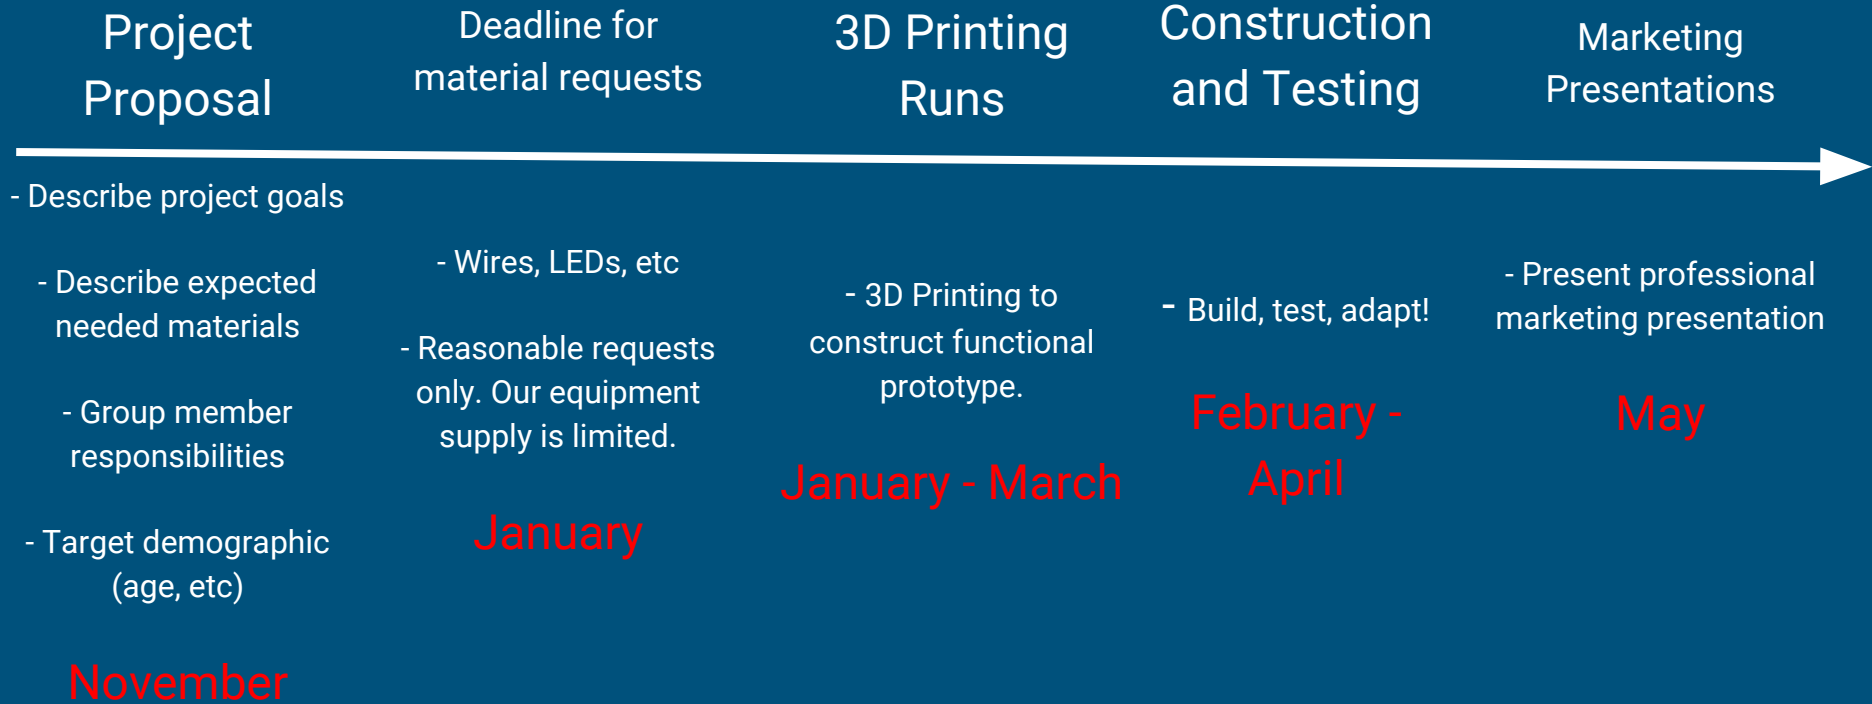 Project
Proposal
- Describe project goals
- Describe expected
needed materials
- Group member
responsibilities
- Target demographic
(age, etc)
November
Deadline for
material requests
- Wires, LEDs, etc
- Reasonable requests
only. Our equipment
supply is limited.
January
3D Printing
Runs
- 3D Printing to
construct functional
prototype.
January - March
Construction
and Testing
- Build, test, adapt!
February -
April
Marketing
Presentations
- Present professional
marketing presentation
May